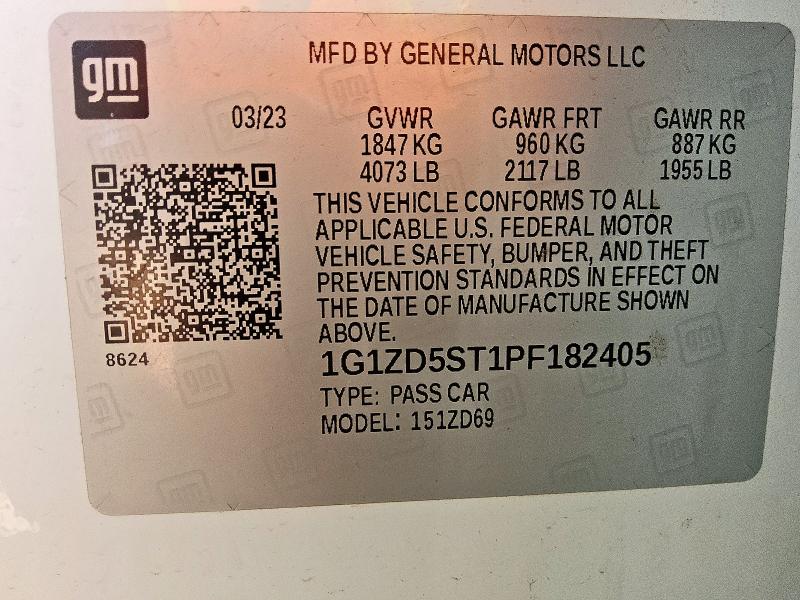 gm
MFD BY GENERAL MOTORS LLC
03/23 GVWR GAWR FRT GAWR RR
1847 KG 960 KG 887 KG
4073 LB 2117 LB 1955 LB
THIS VEHICLE CONFORMS TO ALL
APPLICABLE U.S. FEDERAL MOTOR
VEHICLE SAFETY, BUMPER, AND THEFT
PREVENTION STANDARDS IN EFFECT ON
THE DATE OF MANUFACTURE SHOWN
ABOVE.
8624
1G1ZD5ST1PF182405
TYPE: PASS CAR
MODEL: 151ZD69